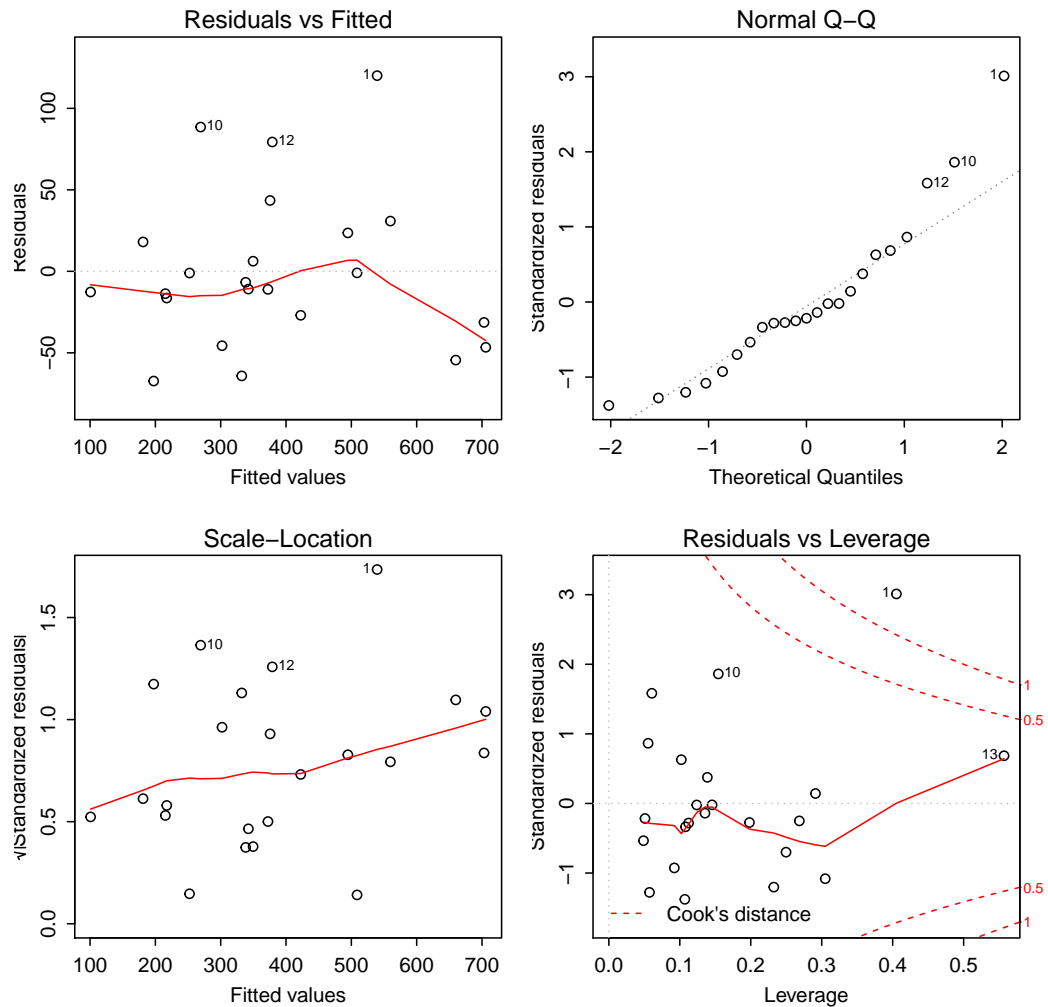 Residuals vs Fitted
Residuals
−50 0 50 100
1
10
12
100 200 300 400 500 600 700
Fitted values
Normal Q−Q
Standardized residuals
−1 0 1 2 3
1
10
12
−2 −1 0 1 2
Theoretical Quantiles
Scale−Location
√|Standardized residuals|
0.0 0.5 1.0 1.5
1
10
12
100 200 300 400 500 600 700
Fitted values
Residuals vs Leverage
Standardized residuals
−1 0 1 2 3
1
10
1
0.5
13
0.5
1
Cook's distance
0.0 0.1 0.2 0.3 0.4 0.5
Leverage